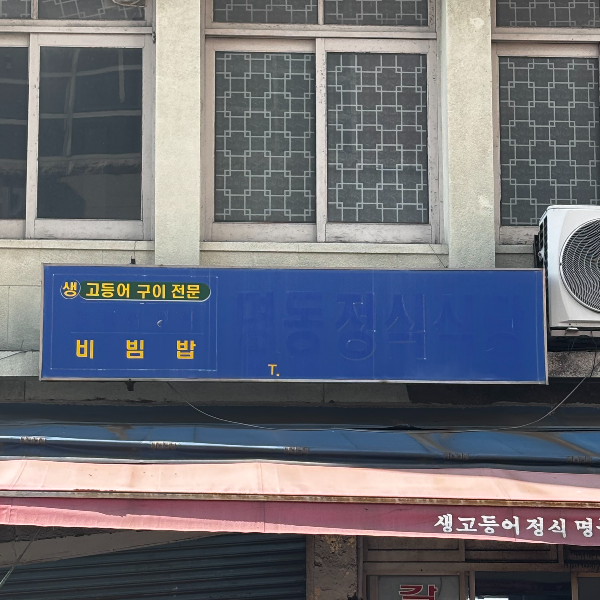 생 고등어 구이 전문
비 빔 밥
T.
생고등어 정식 명